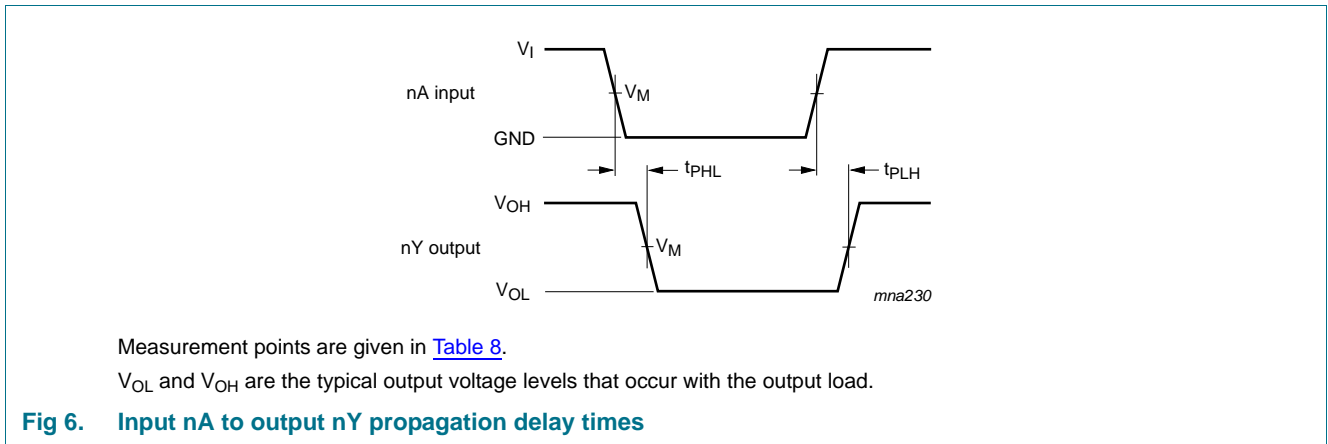 VI
nA input
VM
GND
tPHL
tPLH
VOH
nY output
VM
VOL
mna230
Measurement points are given in Table 8.
VOL and VOH are the typical output voltage levels that occur with the output load.
Fig 6. Input nA to output nY propagation delay times